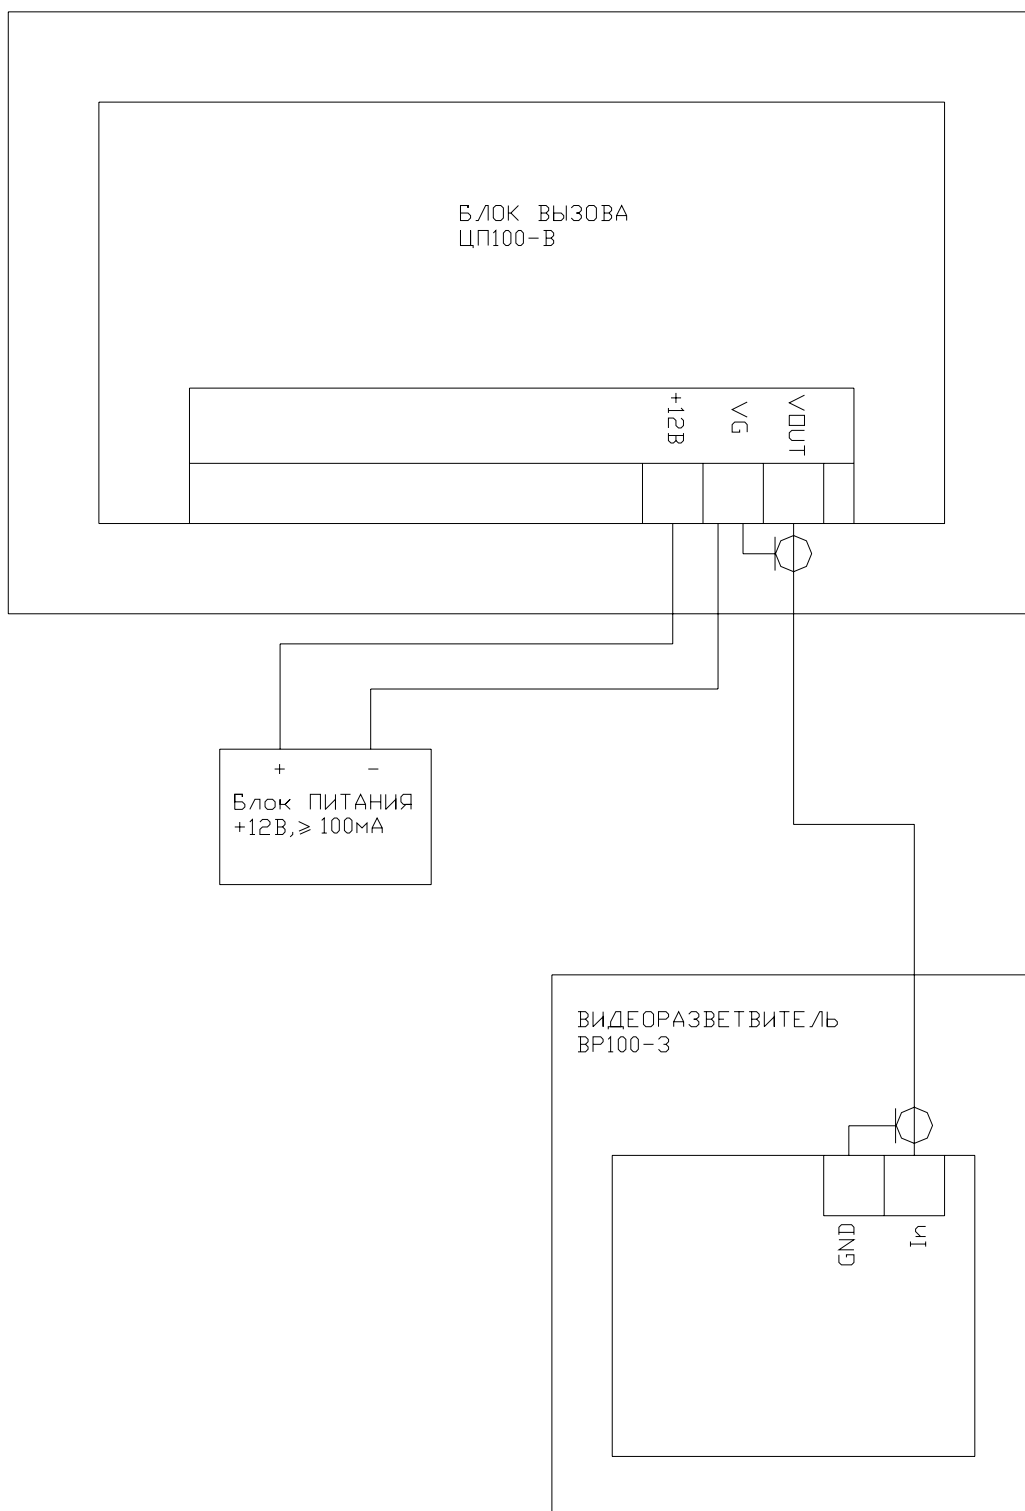 БЛОК ВЫЗОВА
ЦП100-В
+12В
VG
VOUT
+ -
Блок ПИТАНИЯ
+12В,⩾ 100мА
ВИДЕОРАЗВЕТВИТЕЛЬ
ВР100-3
GND
In